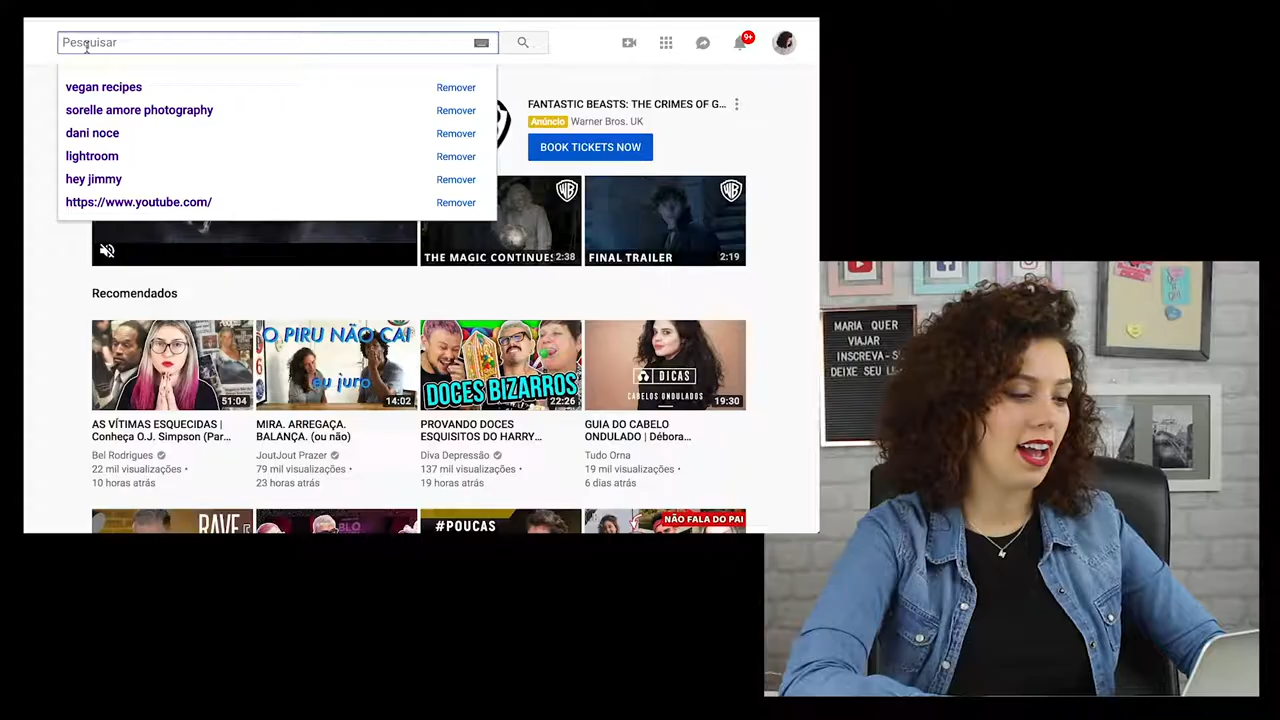 Pesquisar
9+
vegan recipes Remover
sorelle amore photography Remover
dani noce Remover
lightroom Remover
hey jimmy Remover
https://www.youtube.com/ Remover
FANTASTIC BEASTS: THE CRIMES OF G...
Anúncio Warner Bros. UK
BOOK TICKETS NOW
THE MAGIC CONTINUES
2:38
FINAL TRAILER
2:19
Recomendados
51:04
O PIRU NÃO CAI
eu juro
14:02
DOCES BIZARROS
22:26
DICAS
CABELOS ONDULADOS
19:30
AS VÍTIMAS ESQUECIDAS |
Conheça O.J. Simpson (Par...
Bel Rodrigues
22 mil visualizações •
10 horas atrás
MIRA. ARREGAÇA.
BALANÇA. (ou não)
JoutJout Prazer
79 mil visualizações •
23 horas atrás
PROVANDO DOCES
ESQUISITOS DO HARRY...
Diva Depressão
137 mil visualizações •
19 horas atrás
GUIA DO CABELO
ONDULADO | Débora...
Tudo Orna
19 mil visualizações •
6 dias atrás
RAVE
#POUCAS
NÃO FALA DO PAI
MARIA QUER
VIAJAR
INSCREVA-S
DEIXE SEU